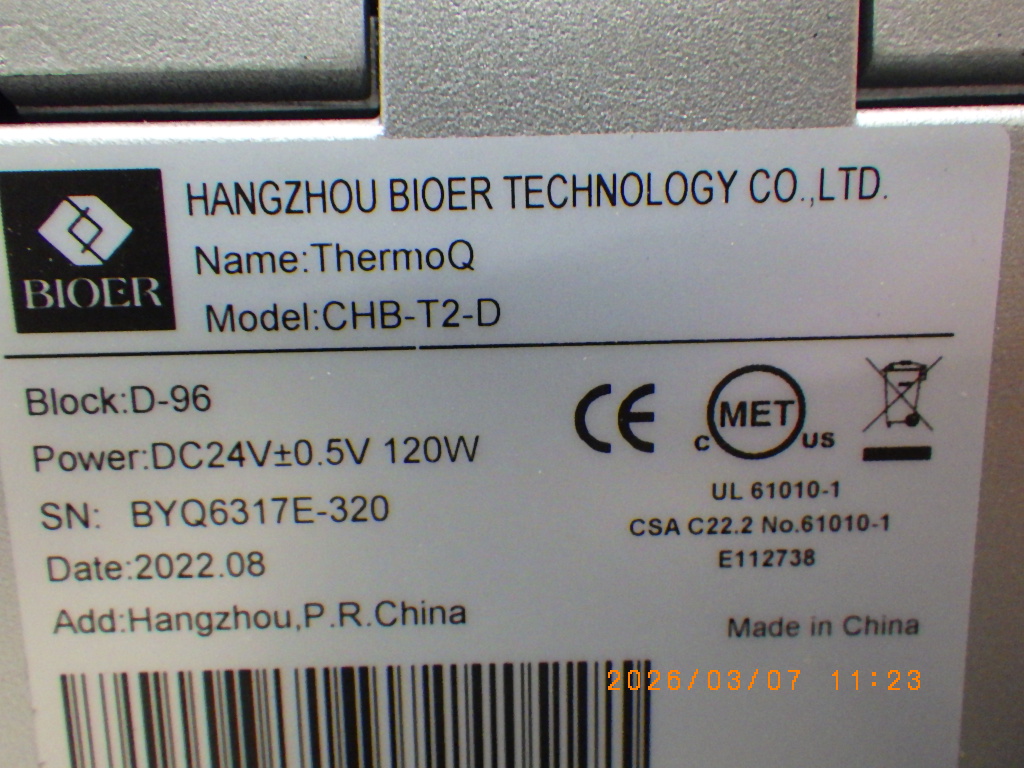 HANGZHOU BIOER TECHNOLOGY CO.,LTD.
BIOER
Name:ThermoQ
Model:CHB-T2-D
Block:D-96
Power:DC24V±0.5V 120W
SN: BYQ6317E-320
Date:2022.08
Add:Hangzhou,P.R.China
CE
c MET US
UL 61010-1
CSA C22.2 No.61010-1
E112738
Made in China
2026/03/07 11:23